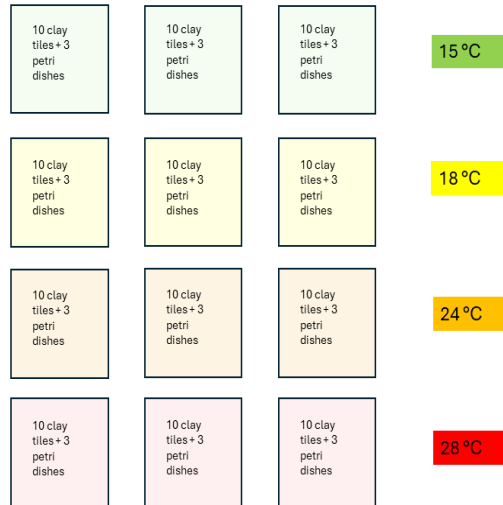 10 clay
tiles + 3
petri
dishes
10 clay
tiles + 3
petri
dishes
10 clay
tiles + 3
petri
dishes
15 ºC
10 clay
tiles + 3
petri
dishes
10 clay
tiles + 3
petri
dishes
10 clay
tiles + 3
petri
dishes
18 ºC
10 clay
tiles + 3
petri
dishes
10 clay
tiles + 3
petri
dishes
10 clay
tiles + 3
petri
dishes
24 ºC
10 clay
tiles + 3
petri
dishes
10 clay
tiles + 3
petri
dishes
10 clay
tiles + 3
petri
dishes
28 ºC